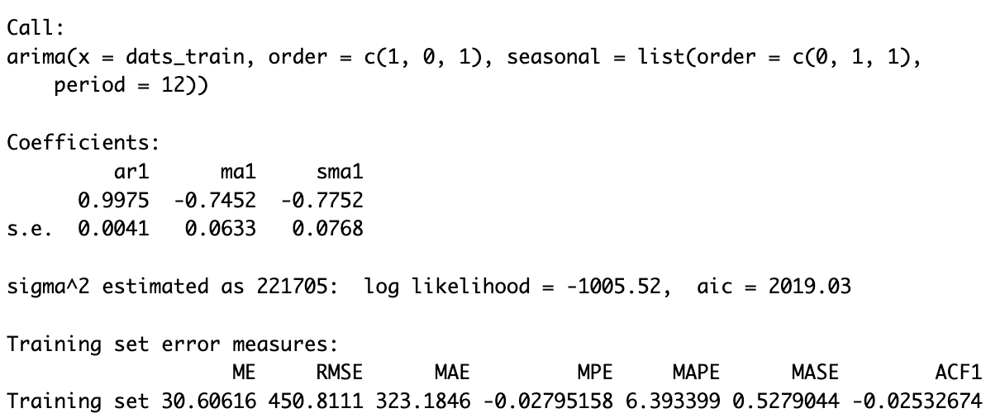 Call:
arima(x = dats_train, order = c(1, 0, 1), seasonal = list(order = c(0, 1, 1),
    period = 12))

Coefficients:
         ar1      ma1     sma1
      0.9975  -0.7452  -0.7752
s.e.  0.0041   0.0633   0.0768

sigma^2 estimated as 221705:  log likelihood = -1005.52,  aic = 2019.03

Training set error measures:
                   ME     RMSE      MAE         MPE     MAPE      MASE        ACF1
Training set 30.60616 450.8111 323.1846 -0.02795158 6.393399 0.5279044 -0.02532674